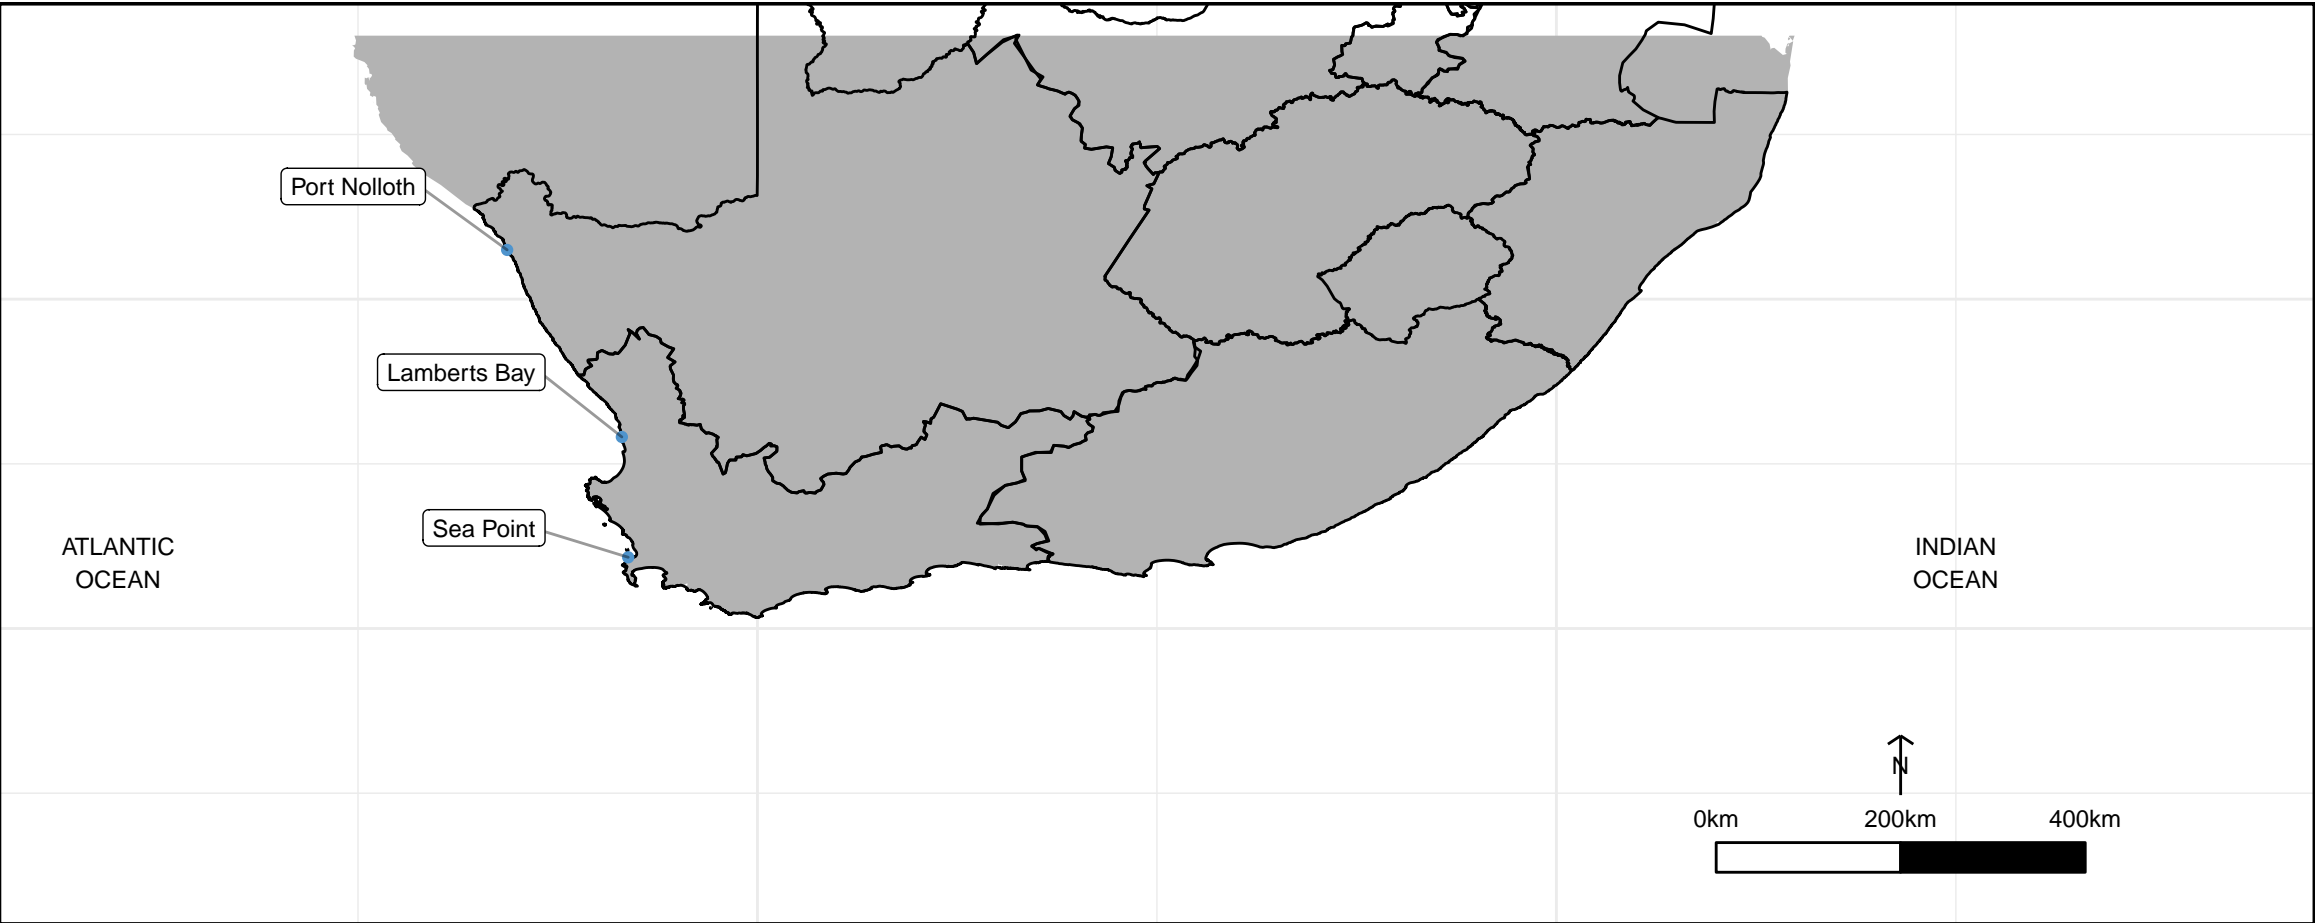 Port Nolloth
Lamberts Bay
Sea Point
ATLANTIC
OCEAN
INDIAN
OCEAN
N
0km
200km
400km